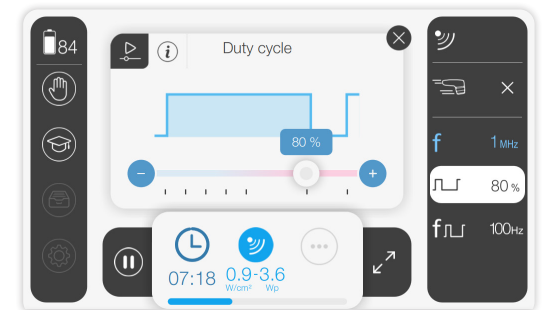 84
i
Duty cycle
80 %
07:18
0.9-3.6
W/cm² Wp
f 1 MHz
80 %
f 100Hz